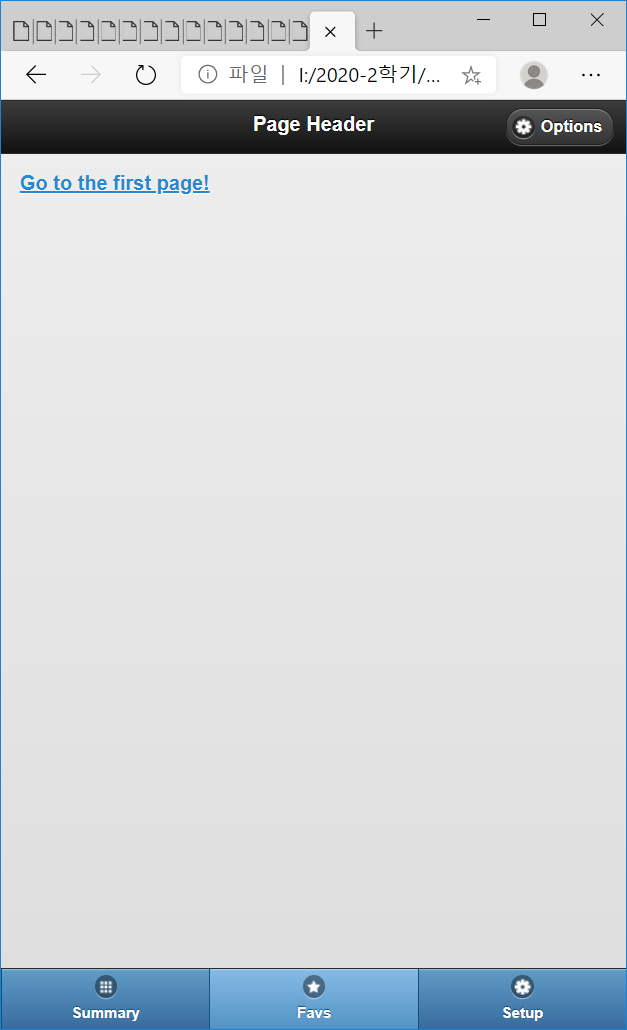 파일 | I:/2020-2학기/...
Page Header
Options
Go to the first page!
Summary
Favs
Setup